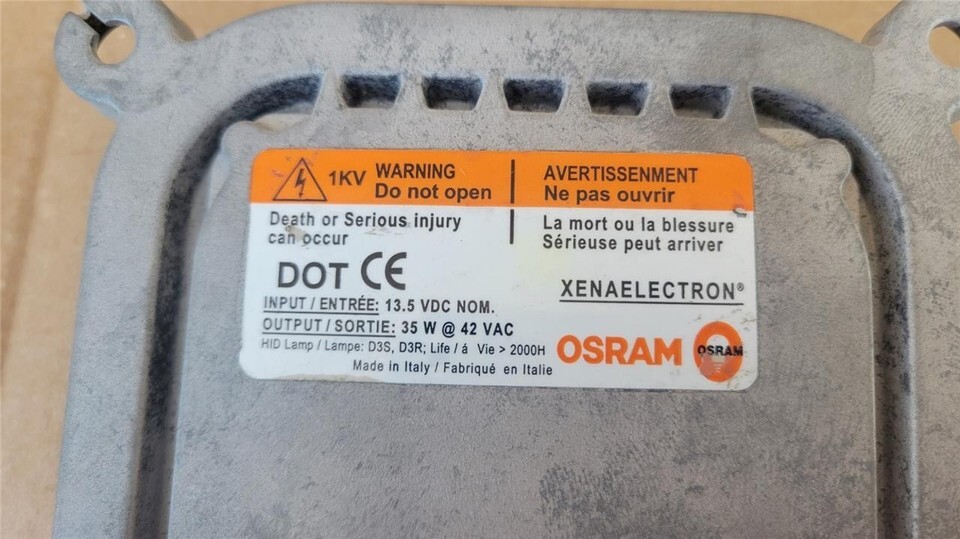 1KV WARNING
Do not open
AVERTISSENMENT
Ne pas ouvrir
Death or Serious injury
can occur
La mort ou la blessure
Sérieuse peut arriver
DOT CE
XENAELECTRON®
INPUT / ENTRÉE: 13.5 VDC NOM.
OUTPUT / SORTIE: 35 W @ 42 VAC
HID Lamp / Lampe: D3S, D3R; Life / á Vie > 2000H
OSRAM OSRAM
Made in Italy / Fabriqué en Italie